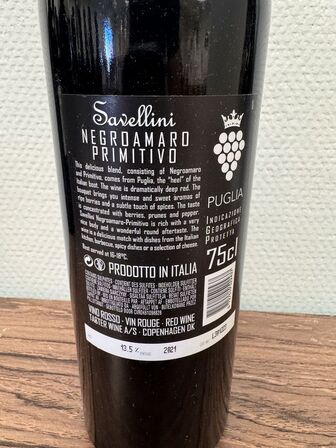 Savellini
NEGROAMARO
PRIMITIVO
This delicious blend, consisting of Negroamaro
and Primitivo, comes from Puglia, the "heel" of the
Italian boot. The wine is dramatically deep red. The
bouquet brings you intense and sweet aromas of
ripe berries and a subtle touch of spices. The taste
is concentrated with berries, prunes and pepper.
Savellini Negroamaro-Primitivo is rich with a very
nice body and a wonderful round aftertaste. The
wine is a delicious match with dishes from the Italian
kitchen, barbecue, spicy dishes or a selection of cheese.
Best served at 16-18°C.
PRODOTTO IN ITALIA
VINO ROSSO - VIN ROUGE - RED WINE
TASTER WINE A/S - COPENHAGEN DK
13.5 %
2021
PUGLIA
INDICAZIONE
GEOGRAFICA
PROTETTA
75cl